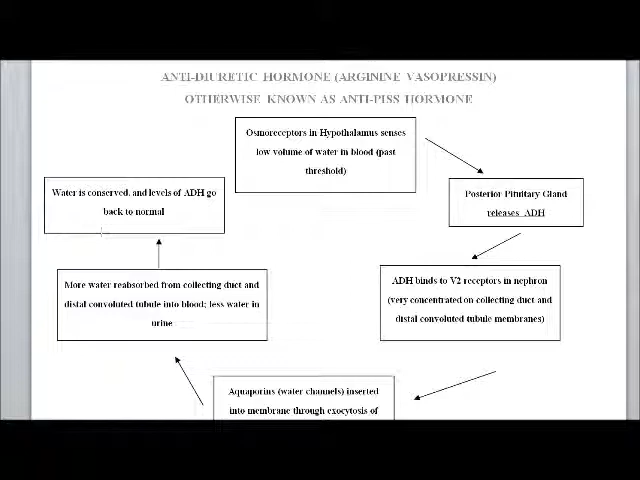 ANTI-DIURETIC HORMONE (ARGININE VASOPRESSIN)
OTHERWISE KNOWN AS ANTI-PISS HORMONE
Osmoreceptors in Hypothalamus senses
low volume of water in blood (past
threshold)
Posterior Pituitary Gland
releases ADH
ADH binds to V2 receptors in nephron
(very concentrated on collecting duct and
distal convoluted tubule membranes)
Aquaporins (water channels) inserted
into membrane through exocytosis of
More water reabsorbed from collecting duct and
distal convoluted tubule into blood; less water in
urine
Water is conserved, and levels of ADH go
back to normal